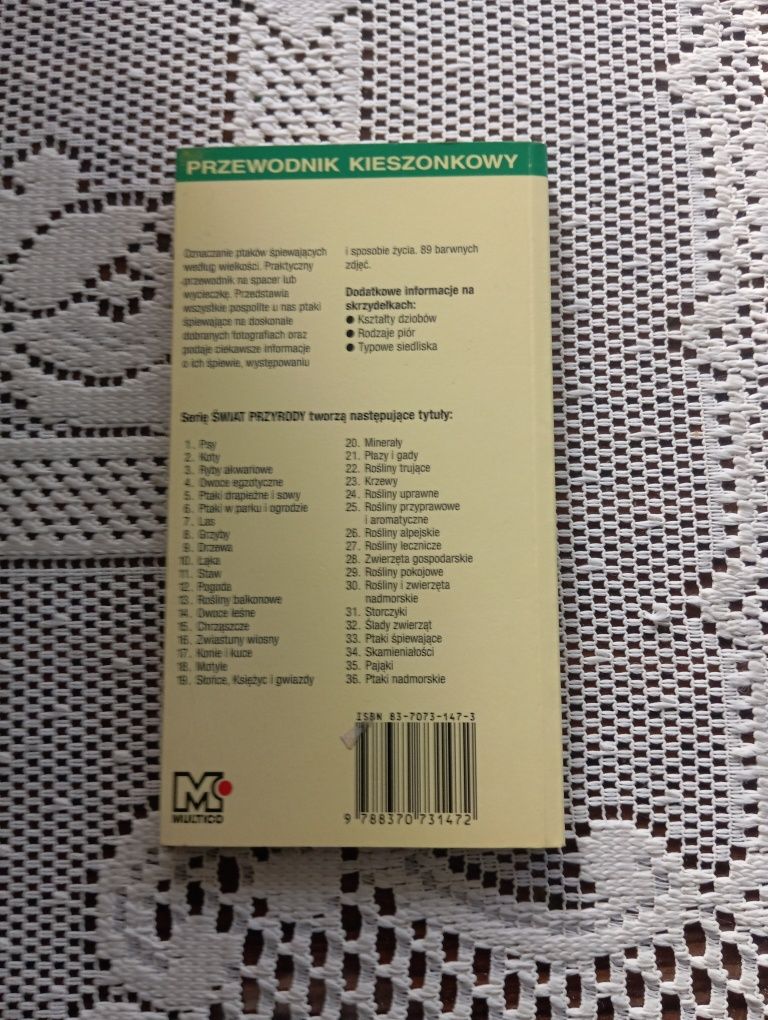 PRZEWODNIK KIESZONKOWY
Oznaczanie ptaków śpiewających
według wielkości. Praktyczny
przewodnik na spacer lub
wycieczkę. Przedstawia
wszystkie pospolite u nas ptaki
śpiewające na doskonale
dobranych fotografiach oraz
podaje ciekawsze informacje
o ich śpiewie, występowaniu
i sposobie życia. 89 barwnych
zdjęć.
Dodatkowe informacje na
skrzydełkach:
● Kształty dziobów
● Rodzaje piór
● Typowe siedliska
Serię ŚWIAT PRZYRODY tworzą następujące tytuły:
1. Psy
2. Koty
3. Ryby akwariowe
4. Owoce egzotyczne
5. Ptaki drapieżne i sowy
6. Ptaki w parku i ogrodzie
7. Las
8. Grzyby
9. Drzewa
10. Łąka
11. Staw
12. Pogoda
13. Rośliny balkonowe
14. Owoce leśne
15. Chrząszcze
16. Zwiastuny wiosny
17. Konie i kuce
18. Motyle
19. Słońce, Księżyc i gwiazdy
20. Minerały
21. Płazy i gady
22. Rośliny trujące
23. Krzewy
24. Rośliny uprawne
25. Rośliny przyprawowe
i aromatyczne
26. Rośliny alpejskie
27. Rośliny lecznicze
28. Zwierzęta gospodarskie
29. Rośliny pokojowe
30. Rośliny i zwierzęta
nadmorskie
31. Storczyki
32. Ślady zwierząt
33. Ptaki śpiewające
34. Skamieniałości
35. Pająki
36. Ptaki nadmorskie
ISBN 83-7073-147-3
9 788370 731472
M
MULTICO